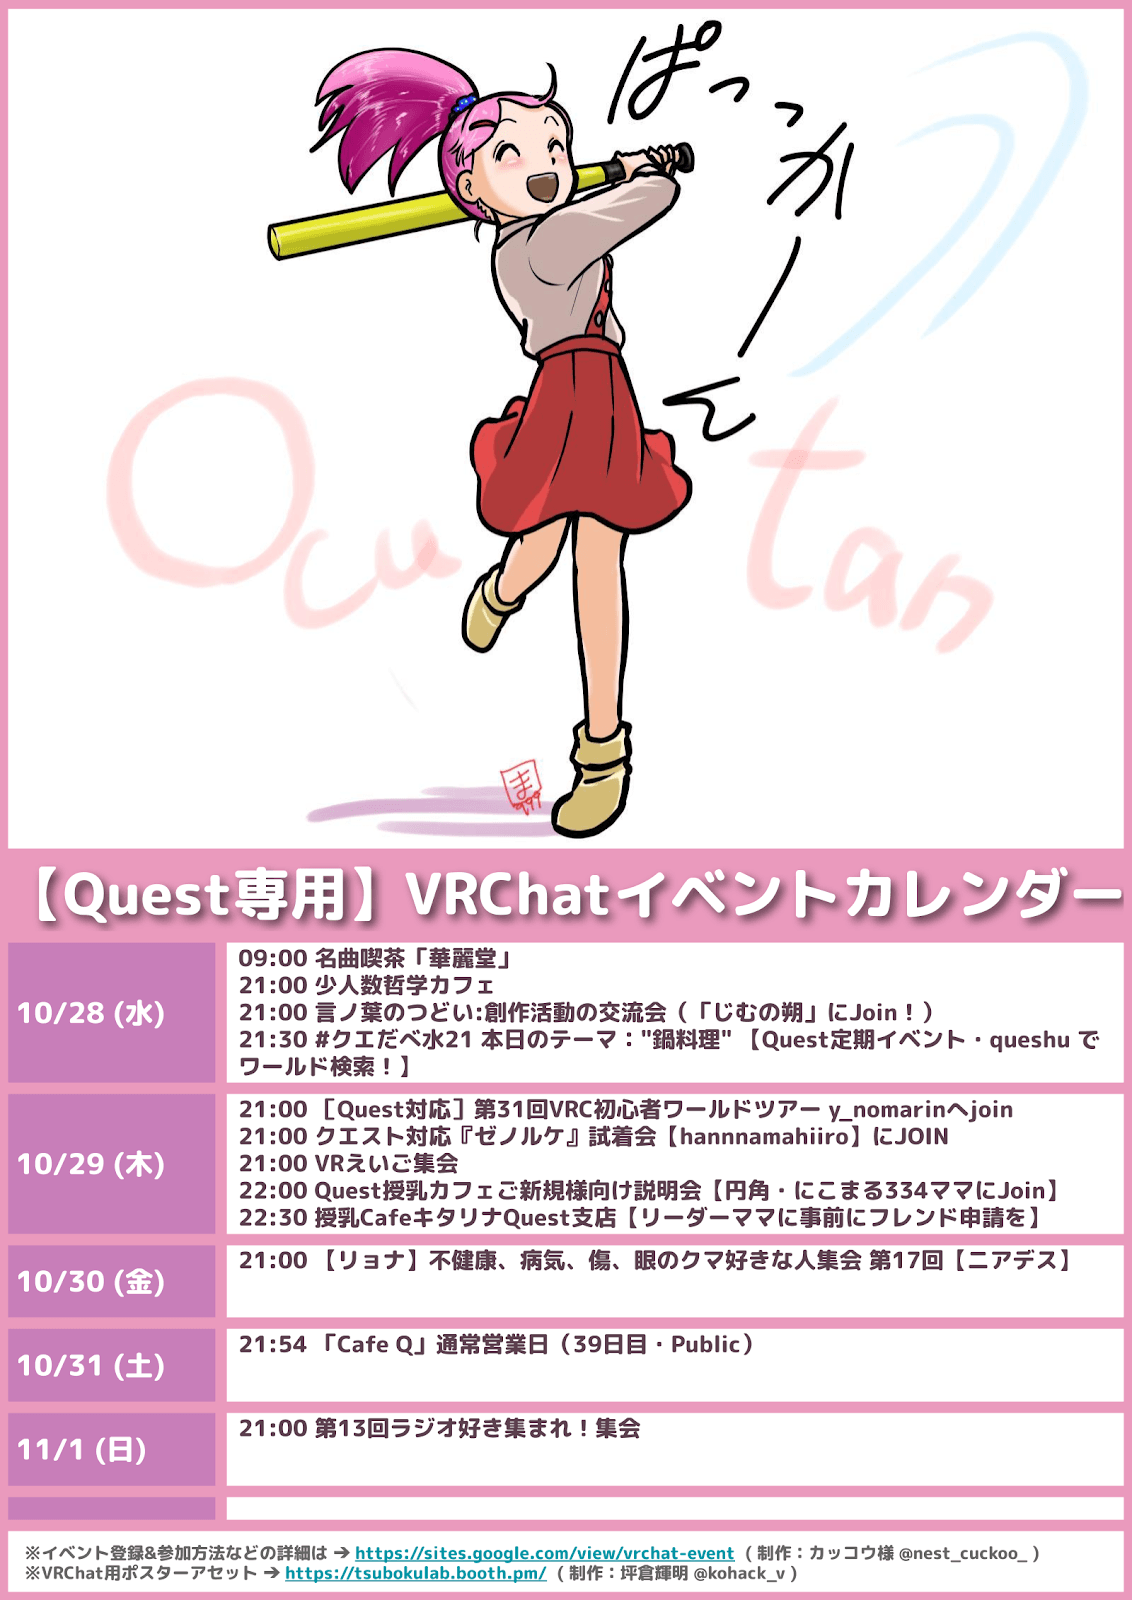 ぱっっかーん
Ocutan
ま
999
【Quest専用】VRChatイベントカレンダー
10/28 (水)
09:00 名曲喫茶「華麗堂」
21:00 少人数哲学カフェ
21:00 言ノ葉のつどい:創作活動の交流会（「じむの朔」にJoin！）
21:30 #クエだべ水21 本日のテーマ："鍋料理" 【Quest定期イベント・queshu で
ワールド検索！】
10/29 (木)
21:00 ［Quest対応］第31回VRC初心者ワールドツアー y_nomarinへjoin
21:00 クエスト対応『ゼノルケ』試着会【hannnamahiiro】にJOIN
21:00 VRえいご集会
22:00 Quest授乳カフェご新規様向け説明会【円角・にこまる334ママにJoin】
22:30 授乳CafeキタリナQuest支店【リーダーママに事前にフレンド申請を】
10/30 (金)
21:00 【リョナ】不健康、病気、傷、眼のクマ好きな人集会 第17回【ニアデス】
10/31 (土)
21:54 「Cafe Q」通常営業日（39日目・Public）
11/1 (日)
21:00 第13回ラジオ好き集まれ！集会
※イベント登録&参加方法などの詳細は ➔ https://sites.google.com/view/vrchat-event （ 制作：カッコウ様 @nest_cuckoo_ ）
※VRChat用ポスターアセット ➔ https://tsubokulab.booth.pm/ （ 制作：坪倉輝明 @kohack_v ）